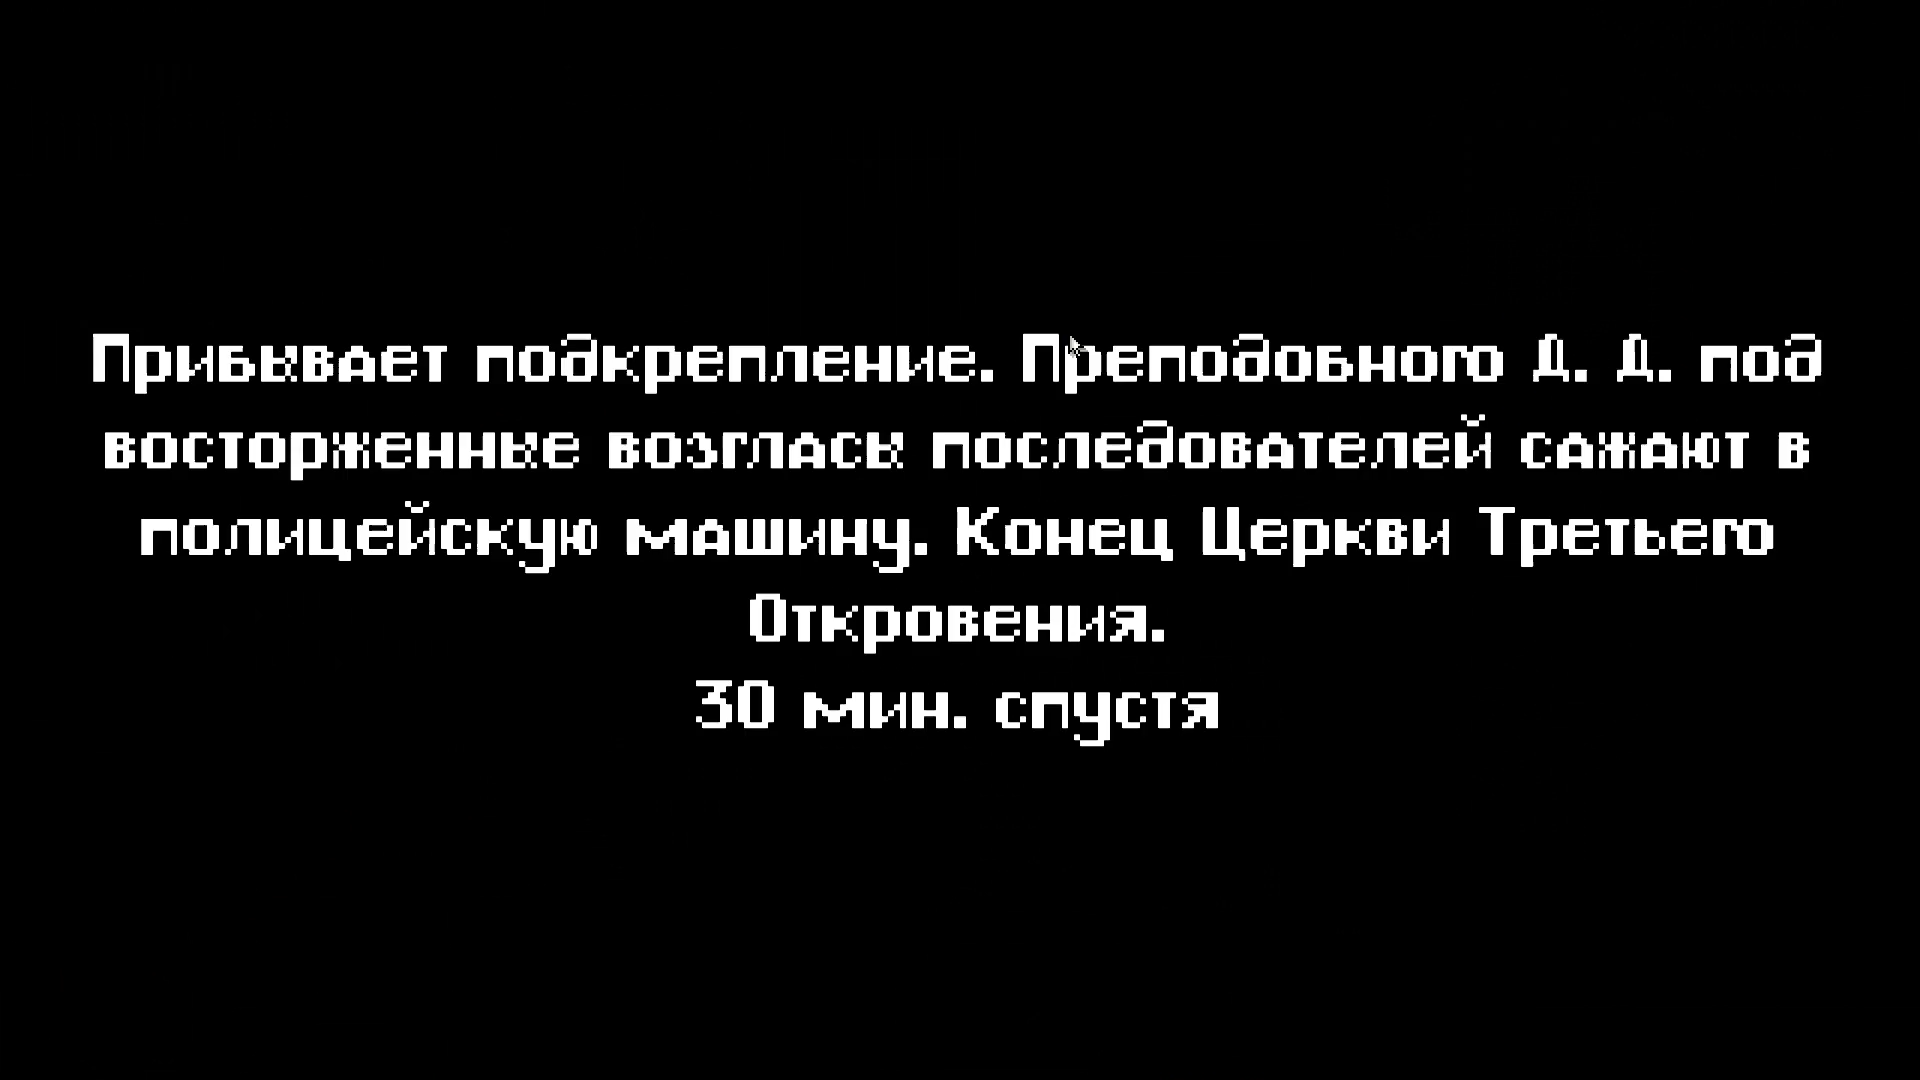 Прибывает подкрепление. Преподобного Д. Д. под
восторженные возгласы последователей сажают в
полицейскую машину. Конец Церкви Третьего
Откровения.
30 мин. спустя